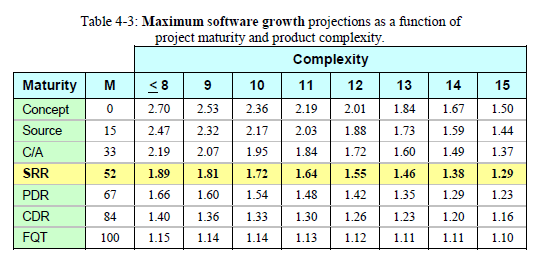 Table 4-3: Maximum software growth projections as a function of
project maturity and product complexity.
Complexity
Maturity M ≤ 8 9 10 11 12 13 14 15
Concept 0 2.70 2.53 2.36 2.19 2.01 1.84 1.67 1.50
Source 15 2.47 2.32 2.17 2.03 1.88 1.73 1.59 1.44
C/A 33 2.19 2.07 1.95 1.84 1.72 1.60 1.49 1.37
SRR 52 1.89 1.81 1.72 1.64 1.55 1.46 1.38 1.29
PDR 67 1.66 1.60 1.54 1.48 1.42 1.35 1.29 1.23
CDR 84 1.40 1.36 1.33 1.30 1.26 1.23 1.20 1.16
FQT 100 1.15 1.14 1.14 1.13 1.12 1.11 1.11 1.10